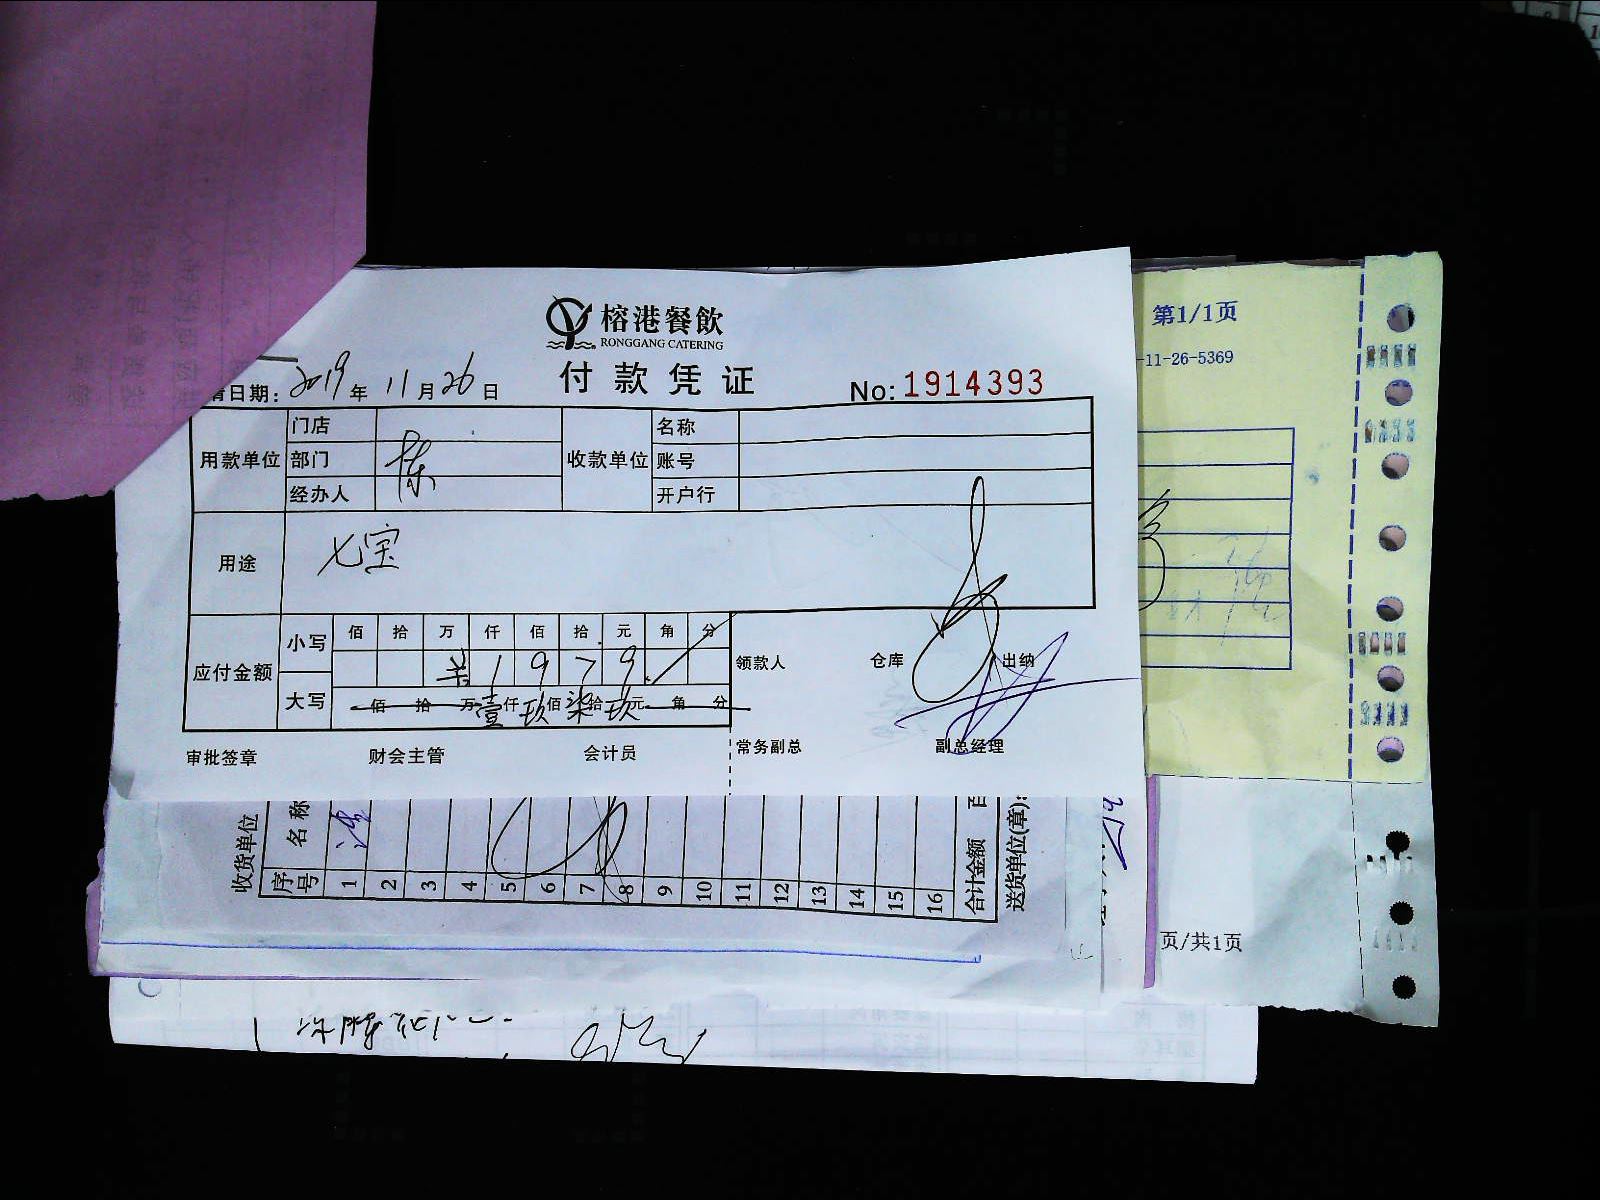 榕港餐飲
RONGGANG CATERING
付款凭证
日期: 2019 年 11 月 26 日
No: 1914393
用款单位 门店 收款单位 名称
部门 陈 账号
经办人 开户行
用途 七宝
应付金额 小写 佰 拾 万 仟 佰 拾 元 角 分
1 9 7 9
大写 佰 拾 万 壹 仟 玖 佰 柒 拾 玖 元 角 分
领款人 仓库 出纳
审批签章 财会主管 会计员 常务副总 副总经理
第1/1页
-11-26-5369
收货单位
序号 名称
1
2
3
4
5
6
7
8
9
10
11
12
13
14
15
16
合计金额 百
送货单位(章):
页/共1页